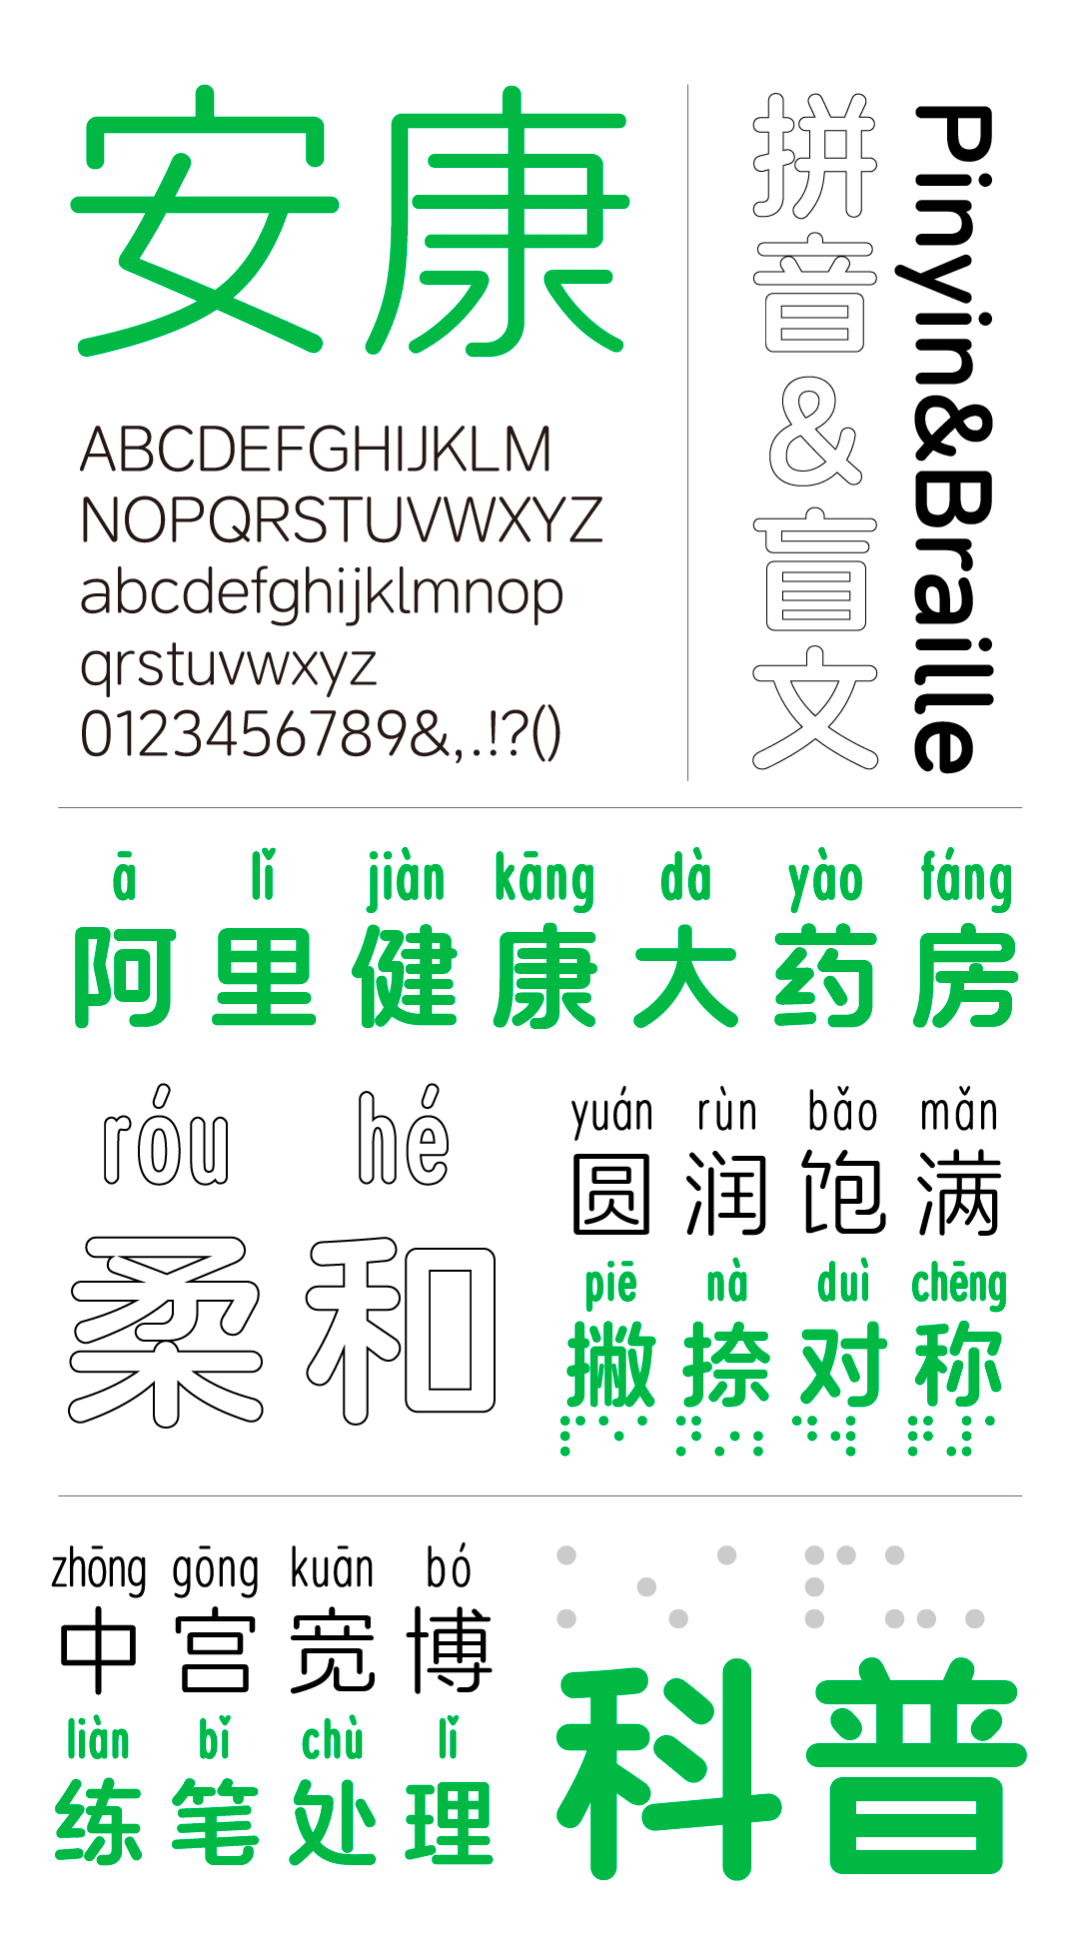 安康
ABCDEFGHIJKLM
NOPQRSTUVWXYZ
abcdefghijklmnop
qrstuvwxyz
0123456789&,.!?()
拼音&盲文
Pinyin&Braille
ā lǐ jiàn kāng dà yào fáng
阿里健康大药房
róu hé
柔和
yuán rùn bǎo mǎn
圆润饱满
piē nà duì chēng
撇捺对称
zhōng gōng kuān bó
中宫宽博
liàn bǐ chù lǐ
练笔处理
科普